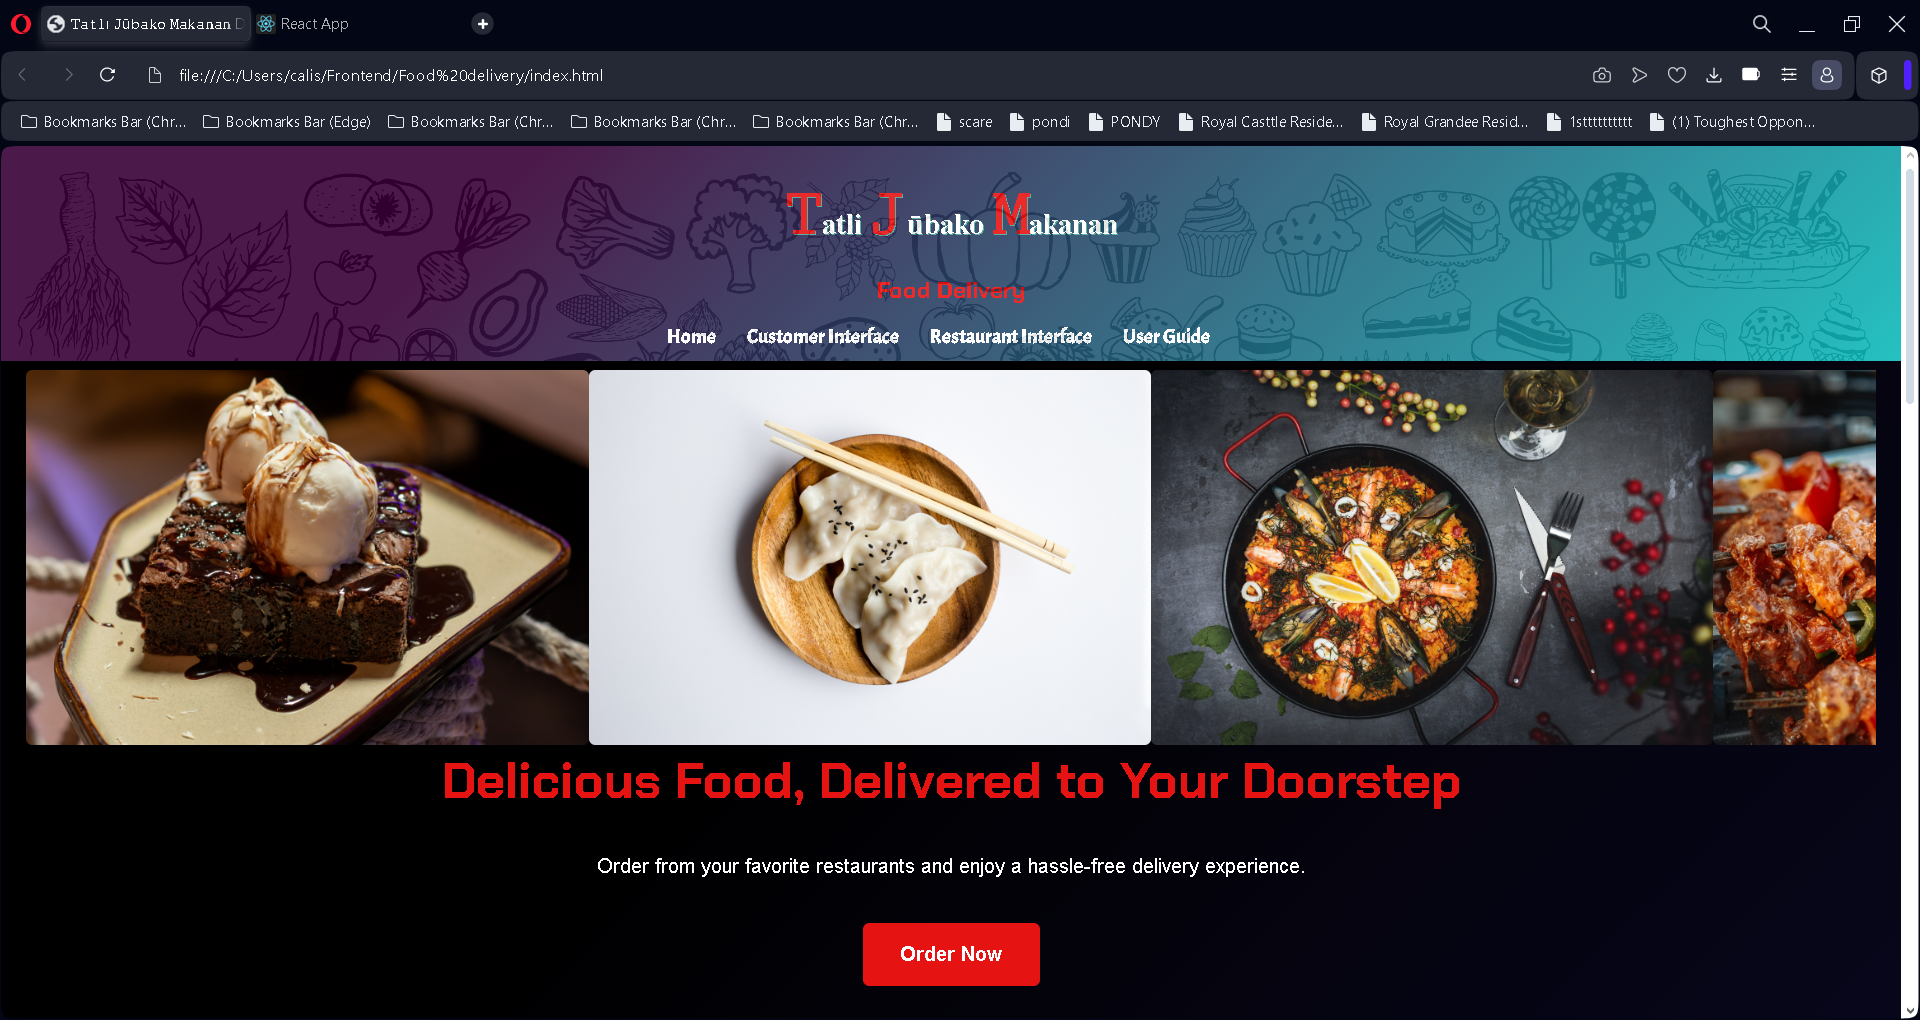 Tatlı Jūbako Makanan D
React App
file:///C:/Users/calis/Frontend/Food%20delivery/index.html
Bookmarks Bar (Chr... Bookmarks Bar (Edge) Bookmarks Bar (Chr... Bookmarks Bar (Chr... Bookmarks Bar (Chr... scare pondi PONDY Royal Casttle Reside... Royal Grandee Resid... 1stttttttttt (1) Toughest Oppon...
Tatli Jūbako Makanan
Food Delivery
Home Customer Interface Restaurant Interface User Guide
Delicious Food, Delivered to Your Doorstep
Order from your favorite restaurants and enjoy a hassle-free delivery experience.
Order Now